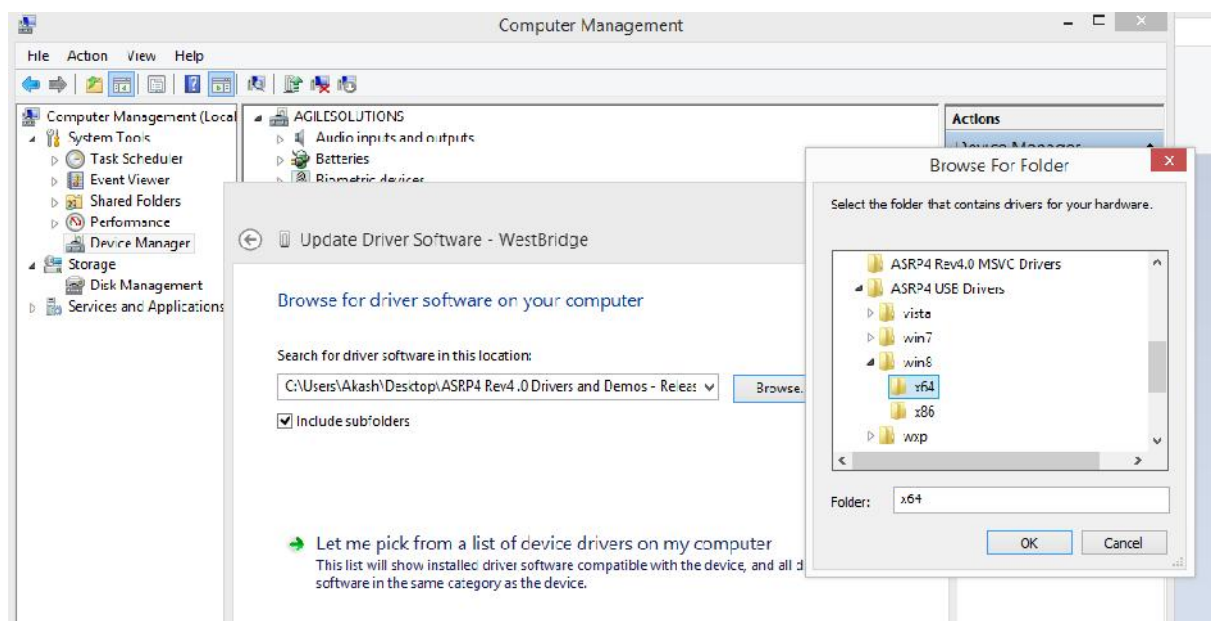 Computer Management
File Action View Help
Computer Management (Local
System Tools
Task Scheduler
Event Viewer
Shared Folders
Performance
Device Manager
Storage
Disk Management
Services and Applications
AGILESOLUTIONS
Audio inputs and outputs
Batteries
Biometric devices
Actions
Device Manager
Update Driver Software - WestBridge
Browse for driver software on your computer
Search for driver software in this location:
C:\Users\Akash\Desktop\ASRP4 Rev4.0 Drivers and Demos - Releas
Browse.
Include subfolders
Let me pick from a list of device drivers on my computer
This list will show installed driver software compatible with the device, and all d
software in the same category as the device.
Browse For Folder
Select the folder that contains drivers for your hardware.
ASRP4 Rev4.0 MSVC Drivers
ASRP4 USB Drivers
vista
win7
win8
x64
x86
wxp
Folder: x64
OK Cancel